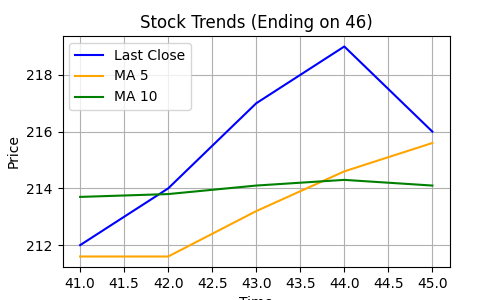 Stock Trends (Ending on 46)
Last Close
MA 5
MA 10
Price
218
216
214
212
41.0 41.5 42.0 42.5 43.0 43.5 44.0 44.5 45.0
Time